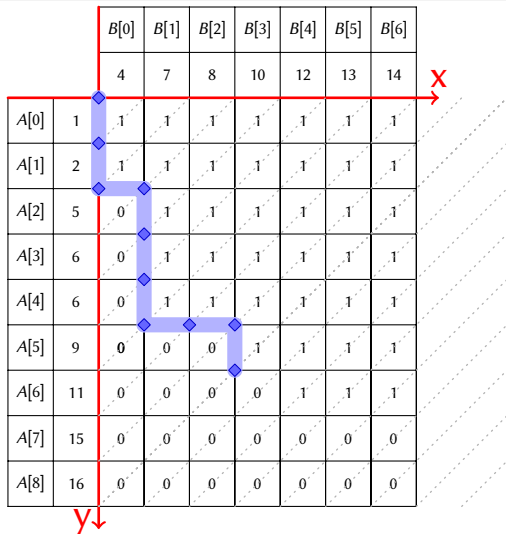 B[0] B[1] B[2] B[3] B[4] B[5] B[6]
4 7 8 10 12 13 14
x
A[0] 1 1 1 1 1 1 1 1
A[1] 2 1 1 1 1 1 1 1
A[2] 5 0 1 1 1 1 1 1
A[3] 6 0 1 1 1 1 1 1
A[4] 6 0 1 1 1 1 1 1
A[5] 9 0 0 0 1 1 1 1
A[6] 11 0 0 0 0 1 1 1
A[7] 15 0 0 0 0 0 0 0
A[8] 16 0 0 0 0 0 0 0
y